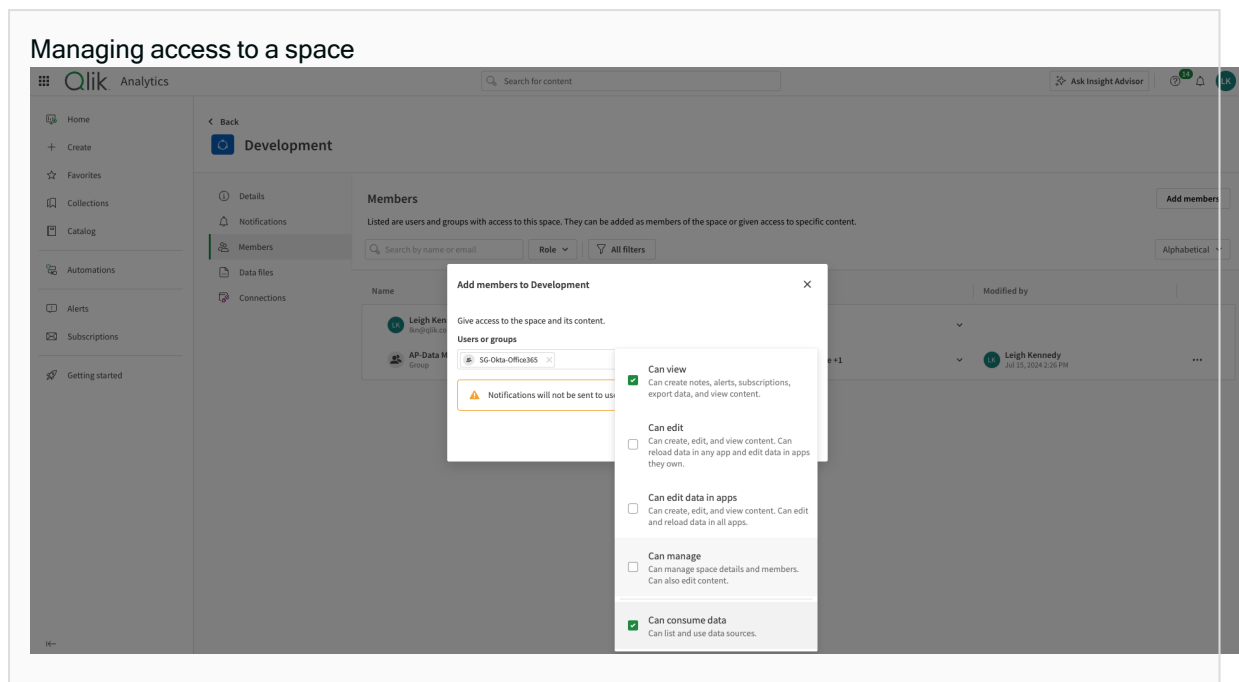 Managing access to a space
Qlik Analytics
Search for content
Ask Insight Advisor
14
LK
Home
Create
Favorites
Collections
Catalog
Automations
Alerts
Subscriptions
Getting started
Back
Development
Details
Notifications
Members
Data files
Connections
Members
Add members
Listed are users and groups with access to this space. They can be added as members of the space or given access to specific content.
Search by name or email
Role
All filters
Alphabetical
Name
Modified by
LK
Leigh Ken
lkn@qlik.co
AP-Data M
Group
e +1
LK
Leigh Kennedy
Jul 15, 2024 2:26 PM
Add members to Development
Give access to the space and its content.
Users or groups
SG-Okta-Office365
Notifications will not be sent to use
Can view
Can create notes, alerts, subscriptions,
export data, and view content.
Can edit
Can create, edit, and view content. Can
reload data in any app and edit data in apps
they own.
Can edit data in apps
Can create, edit, and view content. Can edit
and reload data in all apps.
Can manage
Can manage space details and members.
Can also edit content.
Can consume data
Can list and use data sources.